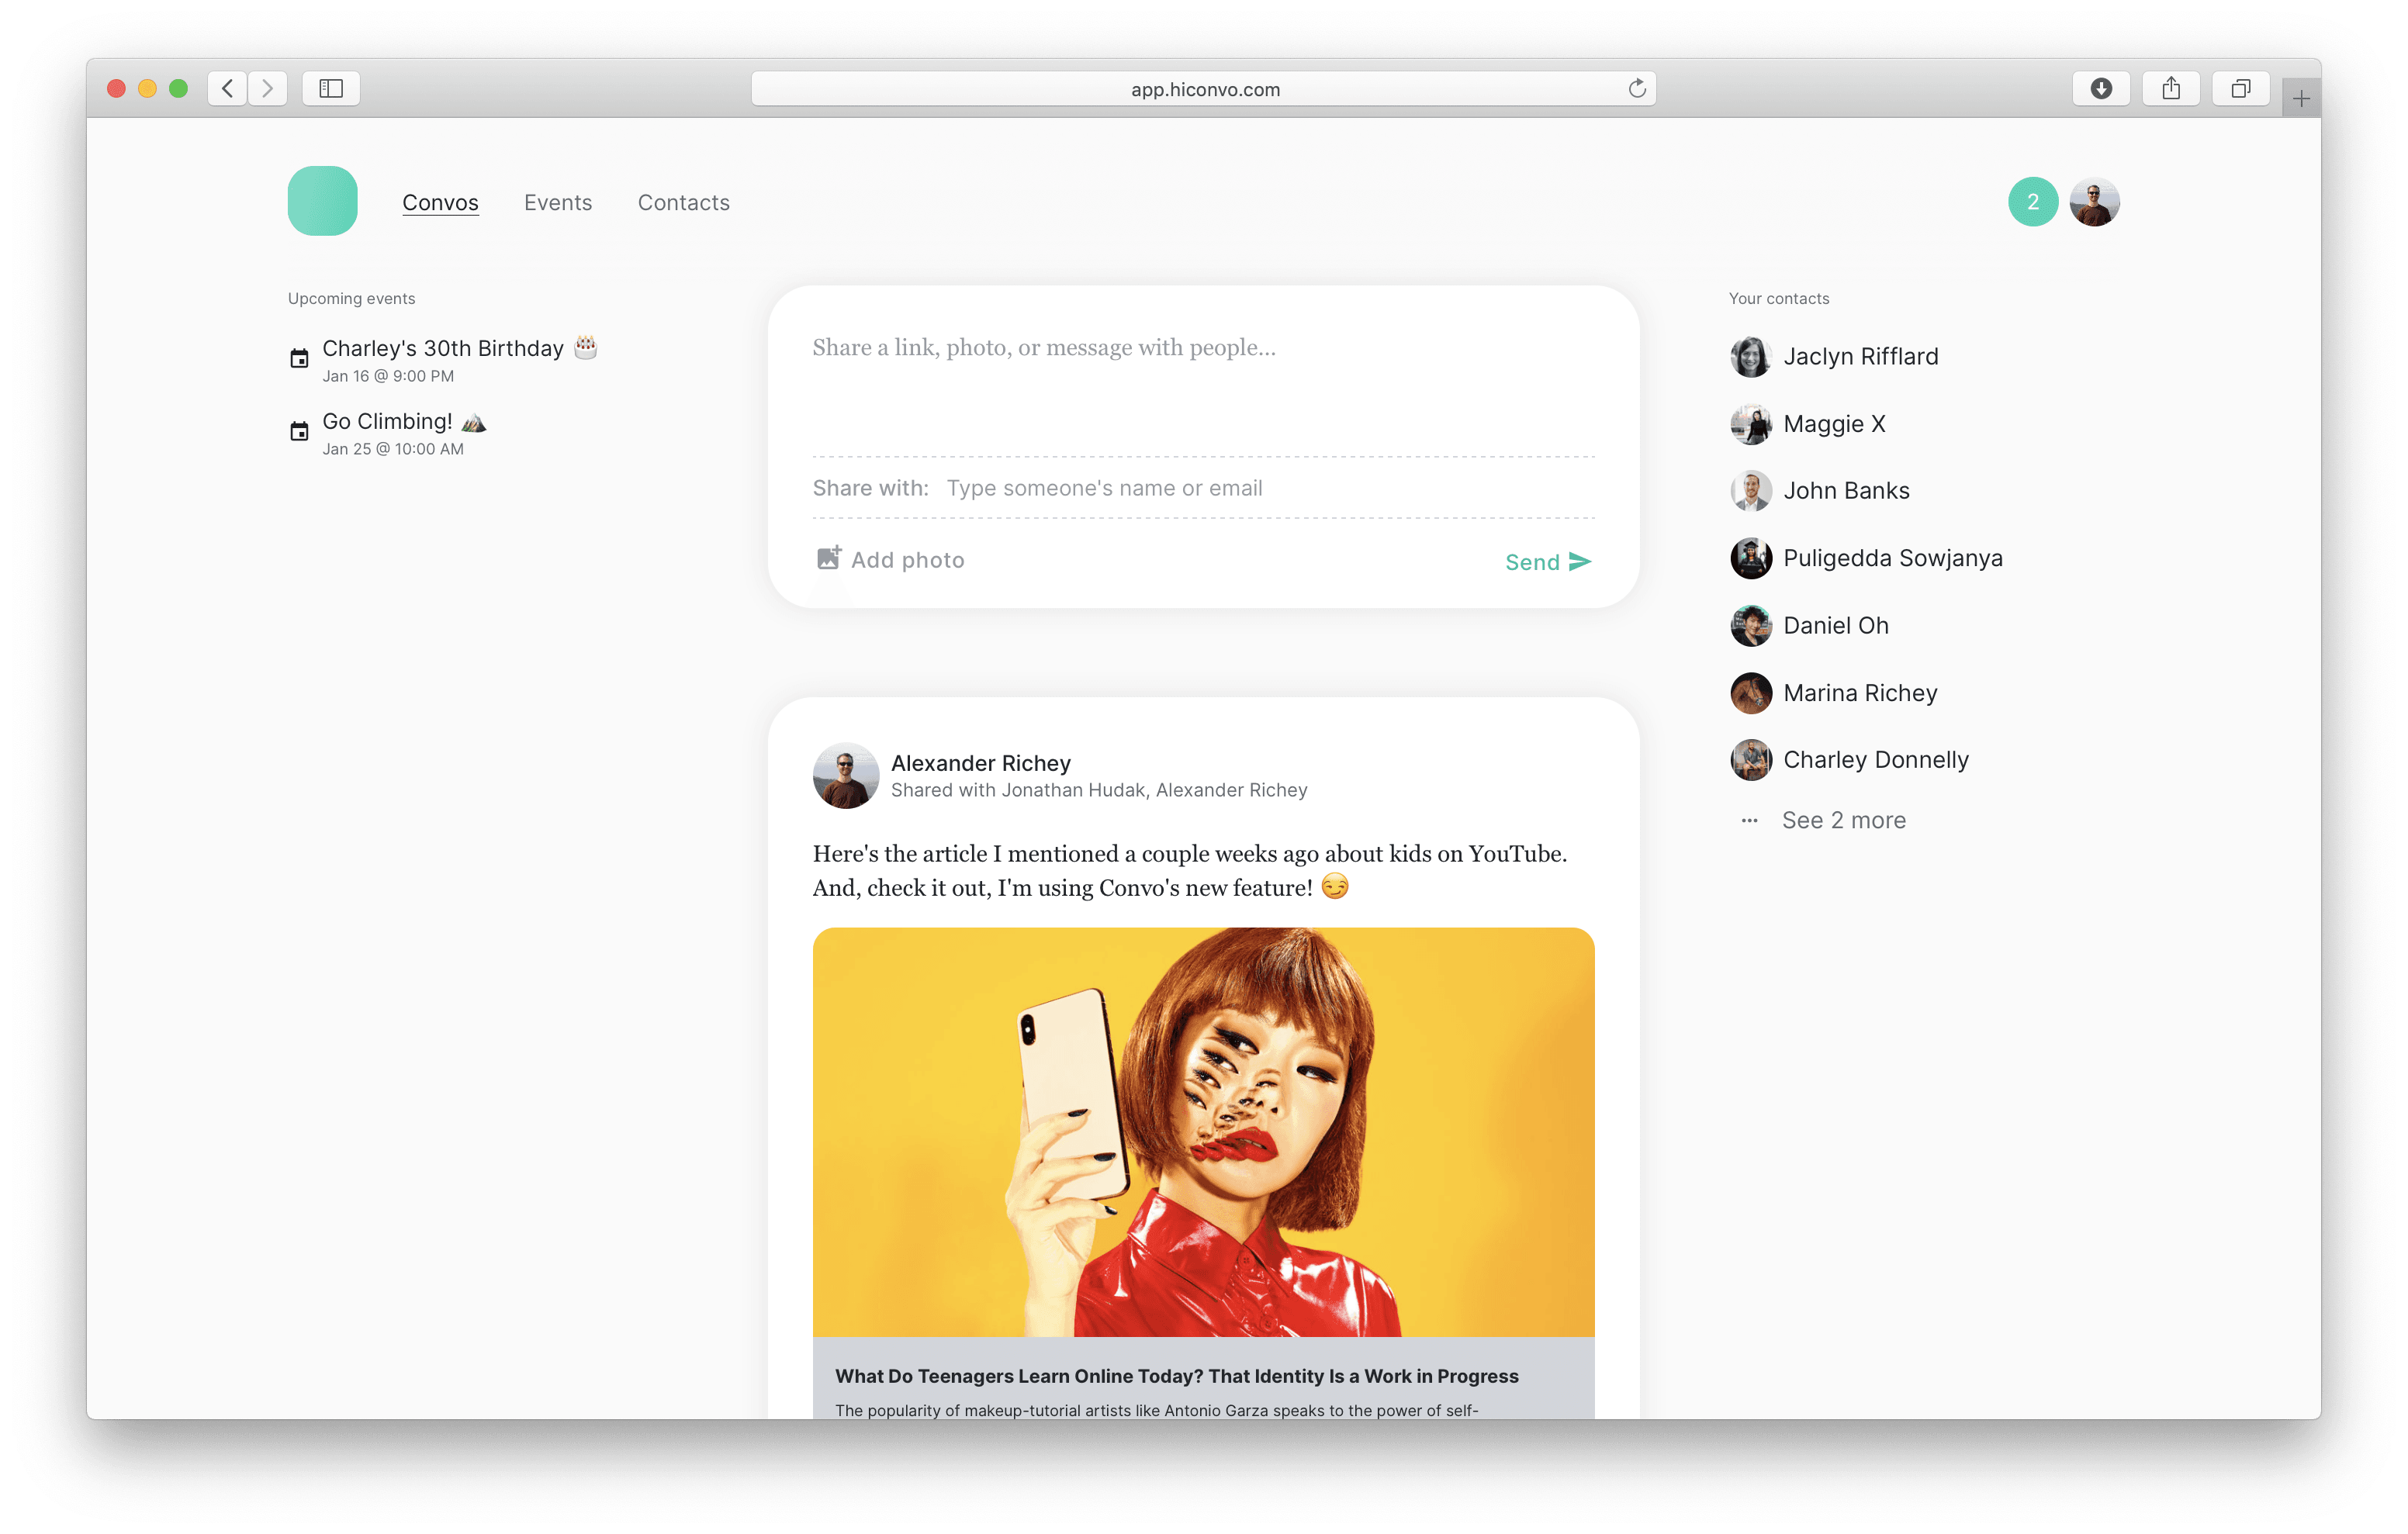 app.hiconvo.com
Convos Events Contacts
2
Upcoming events
Charley's 30th Birthday 🎂
Jan 16 @ 9:00 PM
Go Climbing! ⛰️
Jan 25 @ 10:00 AM
Share a link, photo, or message with people...
Share with: Type someone's name or email
Add photo
Send
Alexander Richey
Shared with Jonathan Hudak, Alexander Richey
Here's the article I mentioned a couple weeks ago about kids on YouTube.
And, check it out, I'm using Convo's new feature! 😏
What Do Teenagers Learn Online Today? That Identity Is a Work in Progress
The popularity of makeup-tutorial artists like Antonio Garza speaks to the power of self-
Your contacts
Jaclyn Rifflard
Maggie X
John Banks
Puligedda Sowjanya
Daniel Oh
Marina Richey
Charley Donnelly
See 2 more